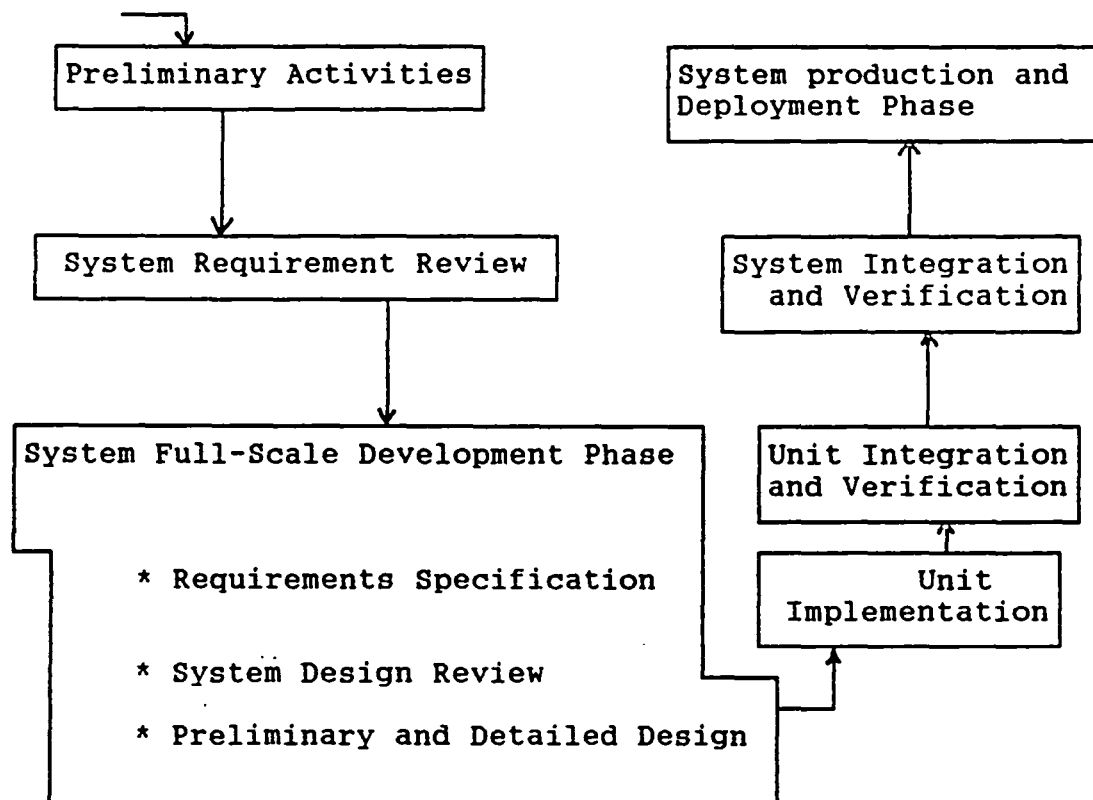 Preliminary Activities
System Requirement Review
System Full-Scale Development Phase
* Requirements Specification
* System Design Review
* Preliminary and Detailed Design
Unit
Implementation
Unit Integration
and Verification
System Integration
and Verification
System production and
Deployment Phase